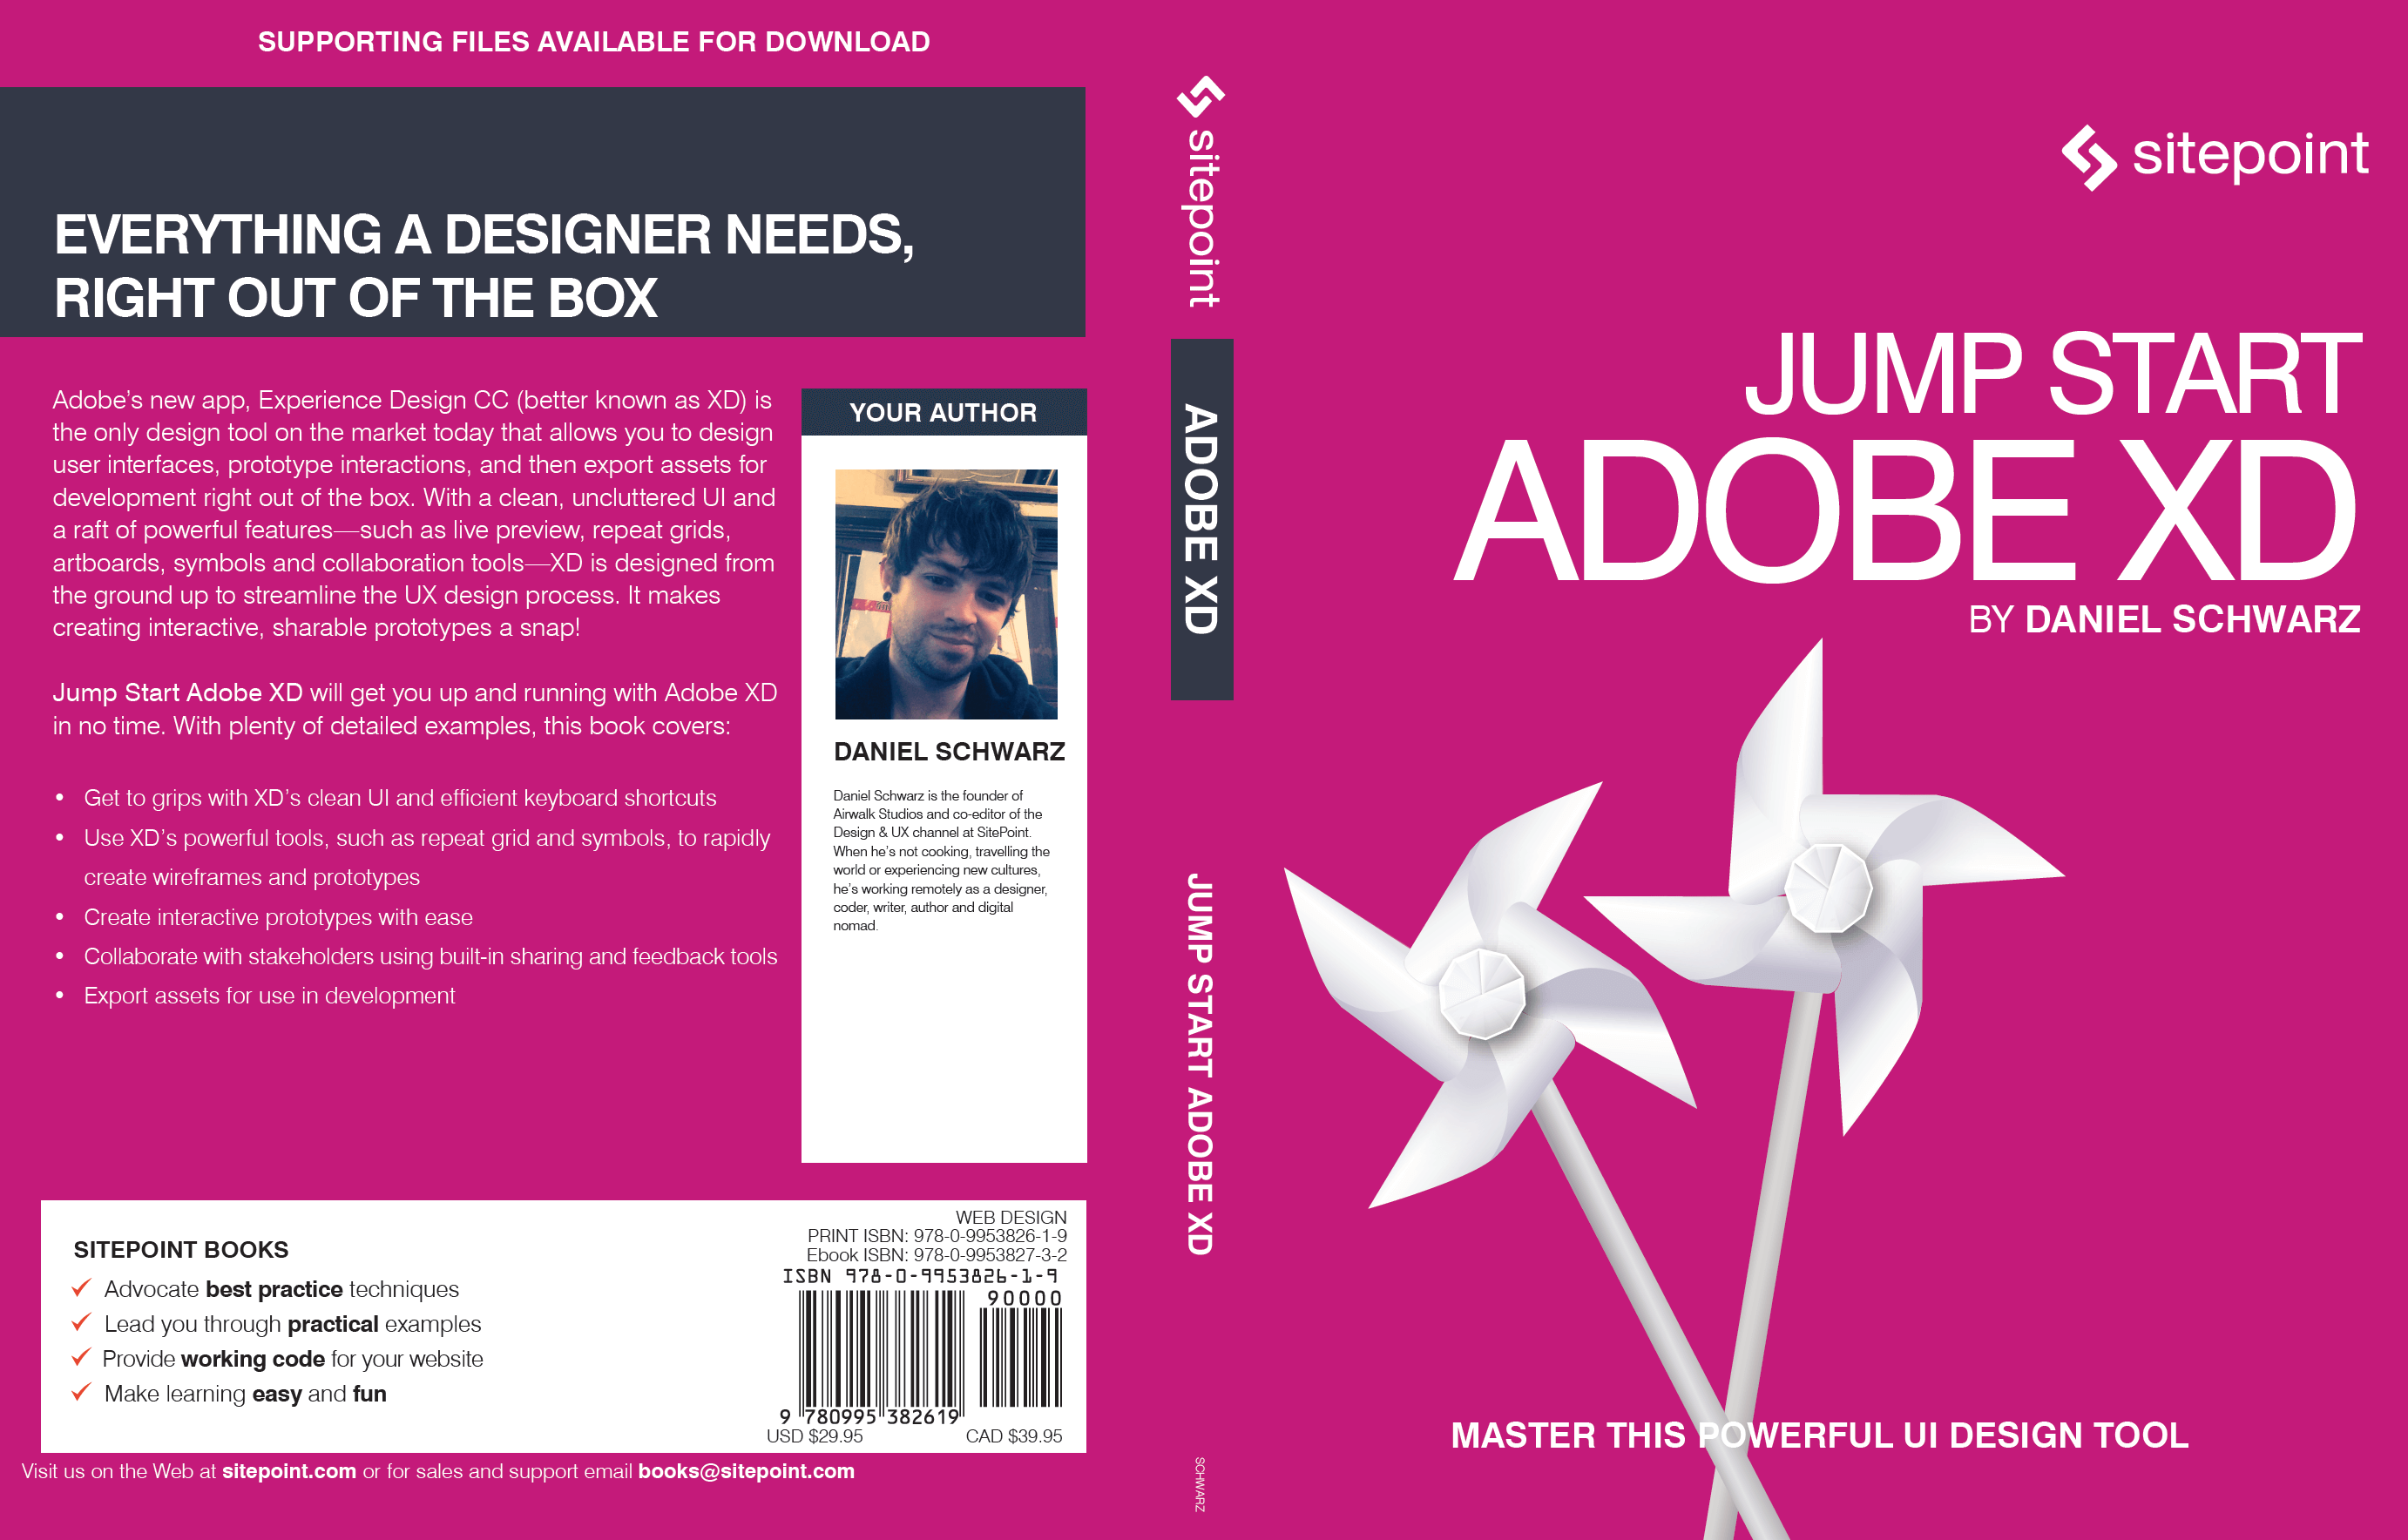 SUPPORTING FILES AVAILABLE FOR DOWNLOAD
EVERYTHING A DESIGNER NEEDS,
RIGHT OUT OF THE BOX
Adobe’s new app, Experience Design CC (better known as XD) is
the only design tool on the market today that allows you to design
user interfaces, prototype interactions, and then export assets for
development right out of the box. With a clean, uncluttered UI and
a raft of powerful features—such as live preview, repeat grids,
artboards, symbols and collaboration tools—XD is designed from
the ground up to streamline the UX design process. It makes
creating interactive, sharable prototypes a snap!
Jump Start Adobe XD will get you up and running with Adobe XD
in no time. With plenty of detailed examples, this book covers:
• Get to grips with XD’s clean UI and efficient keyboard shortcuts
• Use XD’s powerful tools, such as repeat grid and symbols, to rapidly
create wireframes and prototypes
• Create interactive prototypes with ease
• Collaborate with stakeholders using built-in sharing and feedback tools
• Export assets for use in development
YOUR AUTHOR
DANIEL SCHWARZ
Daniel Schwarz is the founder of
Airwalk Studios and co-editor of the
Design & UX channel at SitePoint.
When he’s not cooking, travelling the
world or experiencing new cultures,
he’s working remotely as a designer,
coder, writer, author and digital
nomad.
SITEPOINT BOOKS
Advocate best practice techniques
Lead you through practical examples
Provide working code for your website
Make learning easy and fun
WEB DESIGN
PRINT ISBN: 978-0-9953826-1-9
Ebook ISBN: 978-0-9953827-3-2
ISBN 978-0-9953826-1-9
90000
9 780995 382619
USD $29.95
CAD $39.95
Visit us on the Web at sitepoint.com or for sales and support email books@sitepoint.com
sitepoint
ADOBE XD
JUMP START ADOBE XD
SCHWARZ
sitepoint
JUMP START
ADOBE XD
BY DANIEL SCHWARZ
MASTER THIS POWERFUL UI DESIGN TOOL